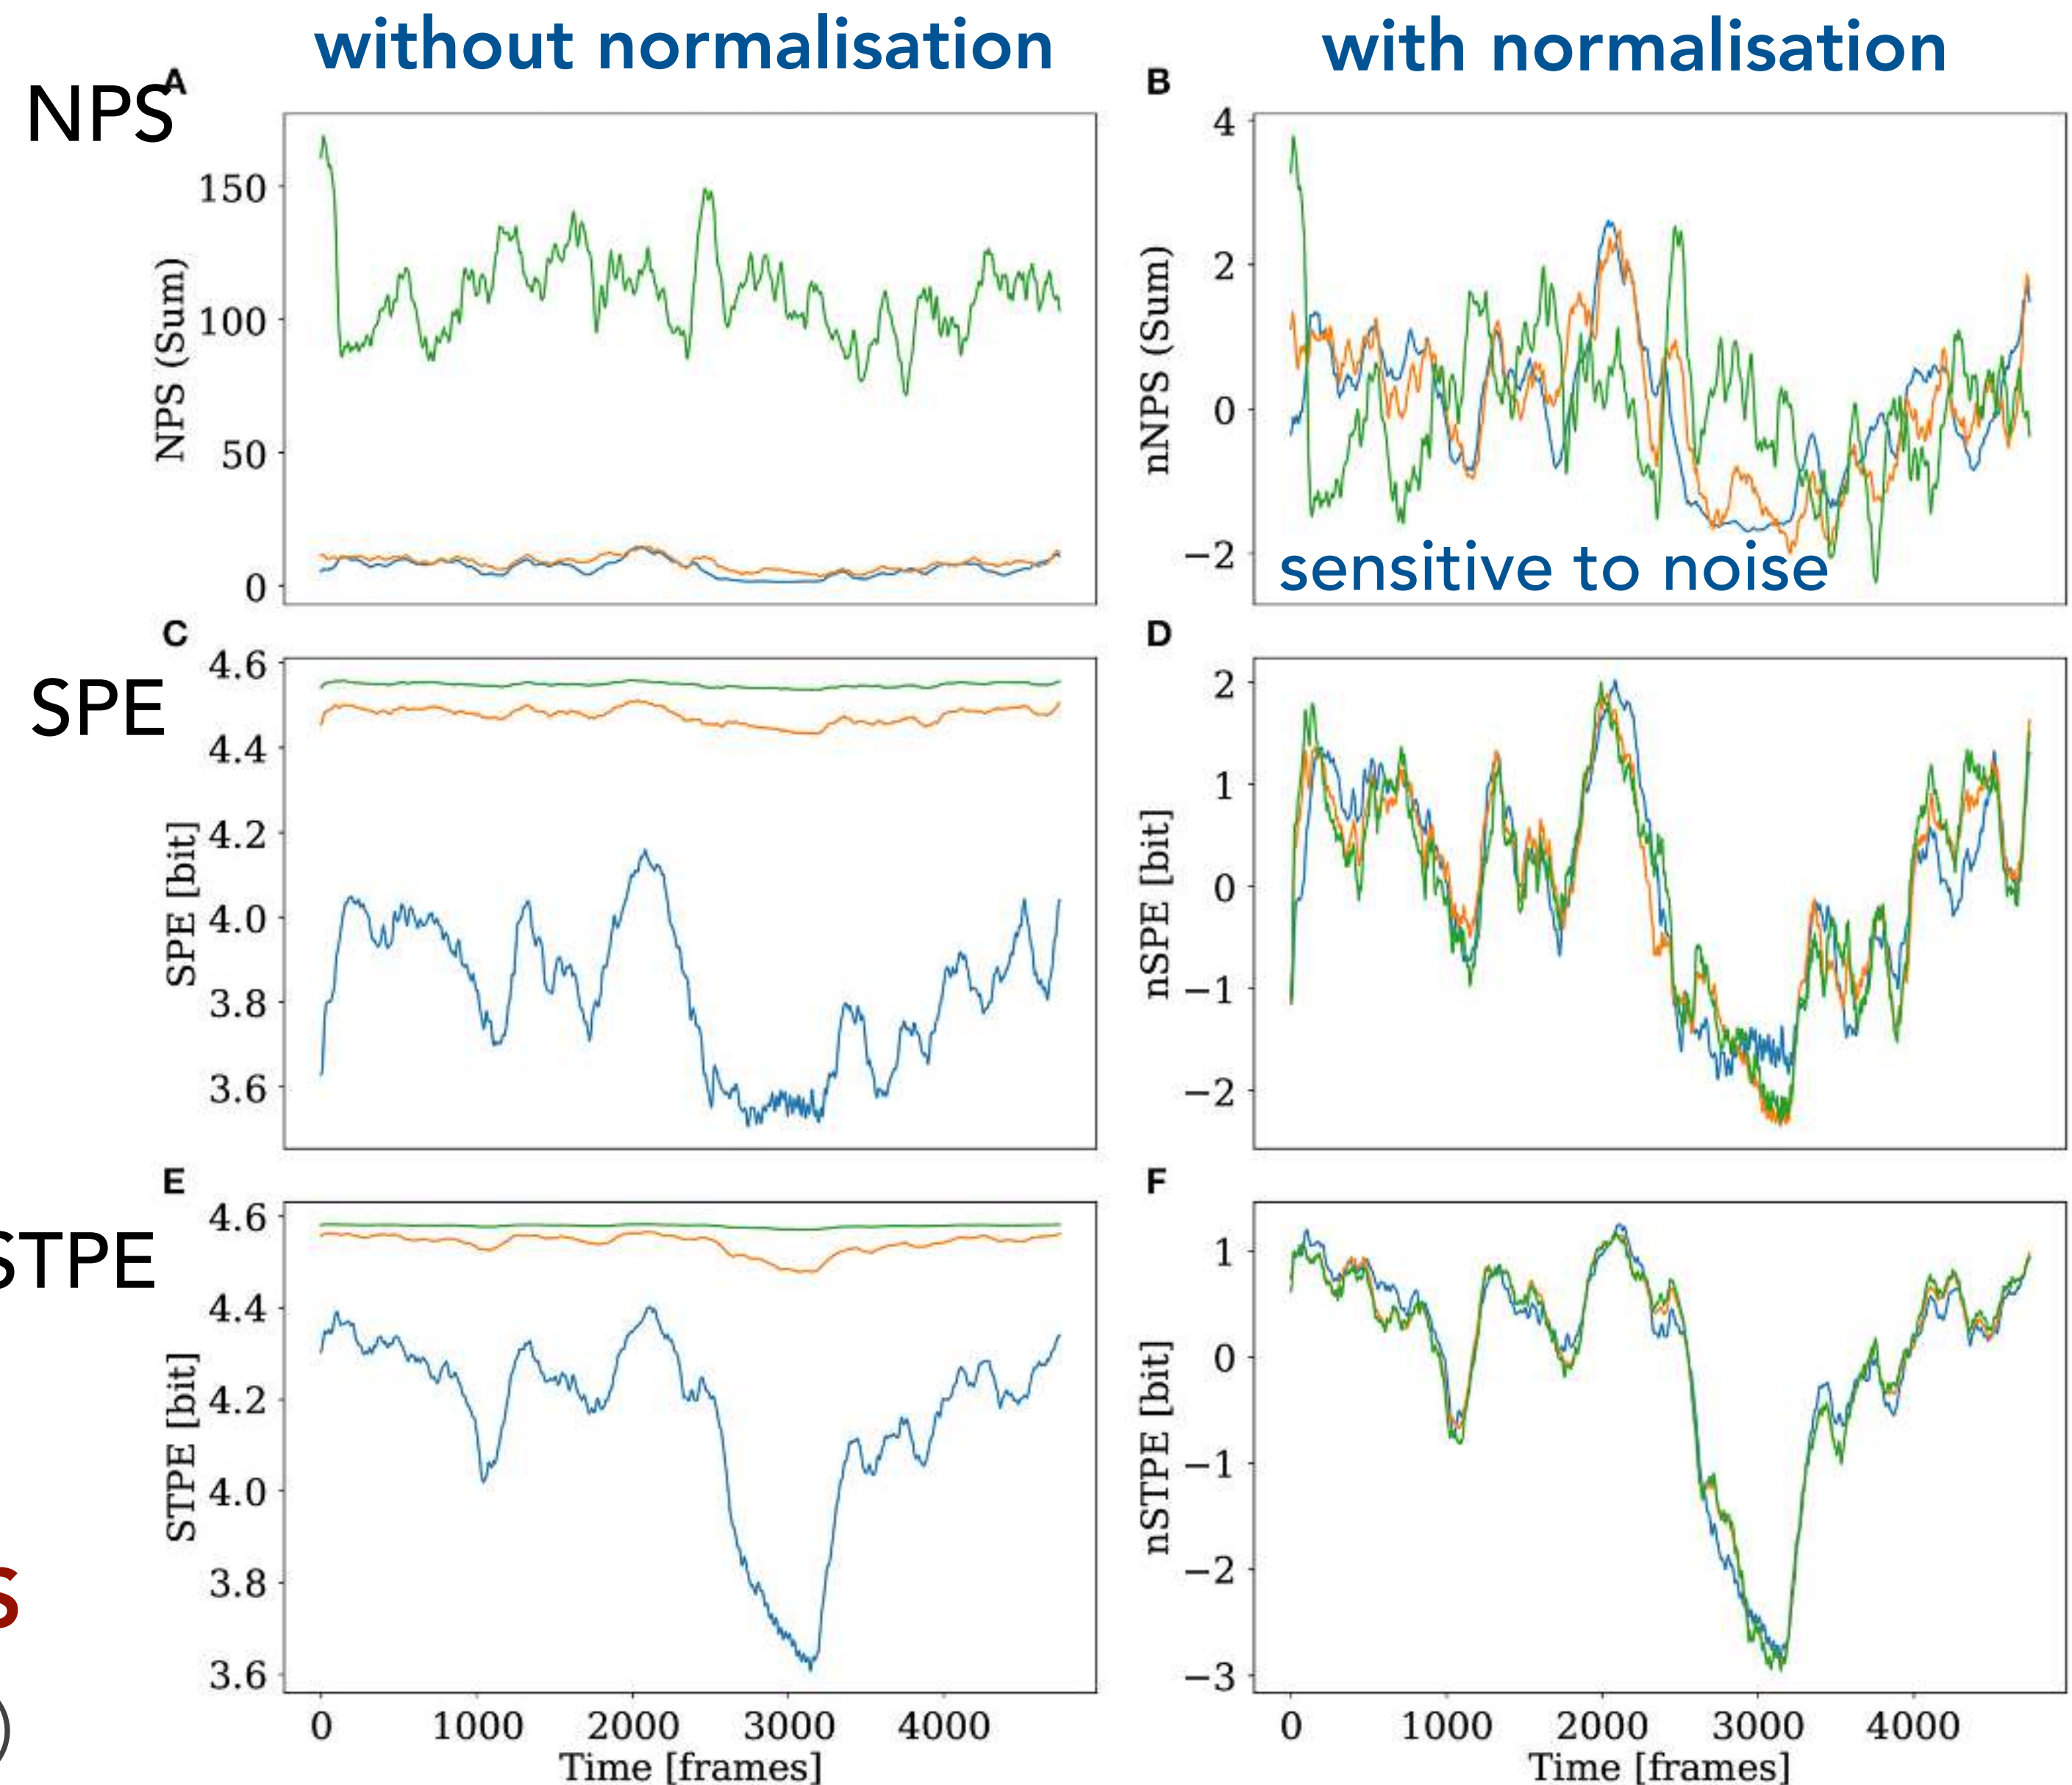 without normalisation
with normalisation
NPS
A
B
150
100
50
0
NPS (Sum)
4
2
0
−2
nNPS (Sum)
sensitive to noise
SPE
C
D
4.6
4.4
4.2
4.0
3.8
3.6
SPE [bit]
2
1
0
−1
−2
nSPE [bit]
STPE
E
F
4.6
4.4
4.2
4.0
3.8
3.6
STPE [bit]
1
0
−1
−2
−3
nSTPE [bit]
s
)
0 1000 2000 3000 4000
Time [frames]
0 1000 2000 3000 4000
Time [frames]